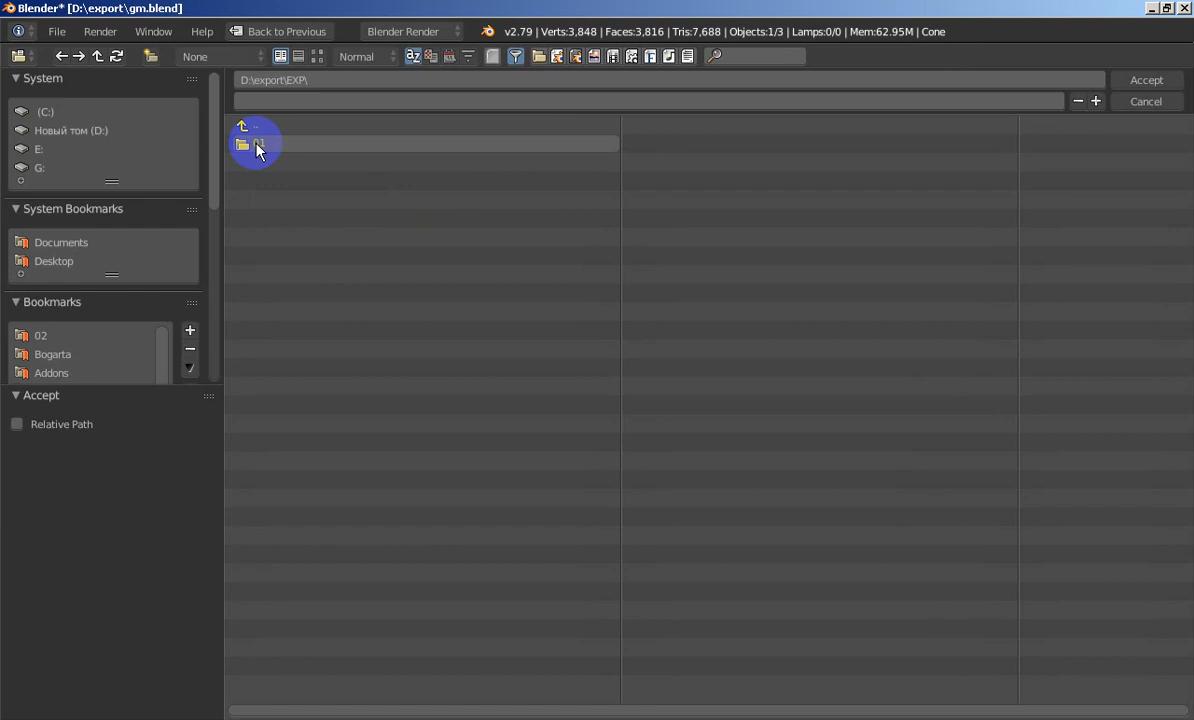 Blender* [D:\export\gm.blend]
File Render Window Help Back to Previous Blender Render v2.79 | Verts:3,848 | Faces:3,816 | Tris:7,688 | Objects:1/3 | Lamps:0/0 | Mem:62.95M | Cone
None Normal
System
(C:)
Новый том (D:)
E:
G:
System Bookmarks
Documents
Desktop
Bookmarks
02
Bogarta
Addons
Accept
Relative Path
D:\export\EXP\
Accept
Cancel
..
01